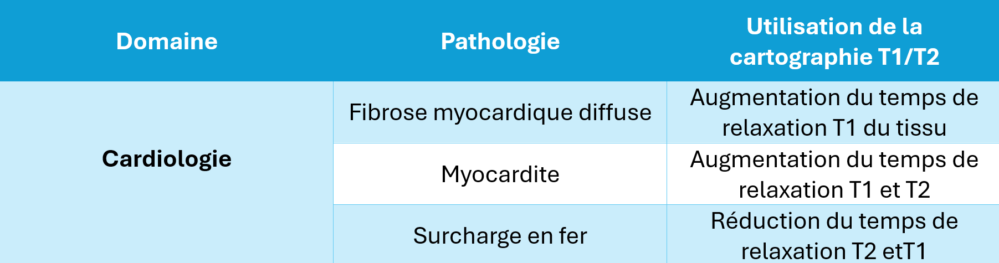 Domaine
Pathologie
Utilisation de la
cartographie T1/T2
Cardiologie
Fibrose myocardique diffuse
Augmentation du temps de
relaxation T1 du tissu
Myocardite
Augmentation du temps de
relaxation T1 et T2
Surcharge en fer
Réduction du temps de
relaxation T2 etT1